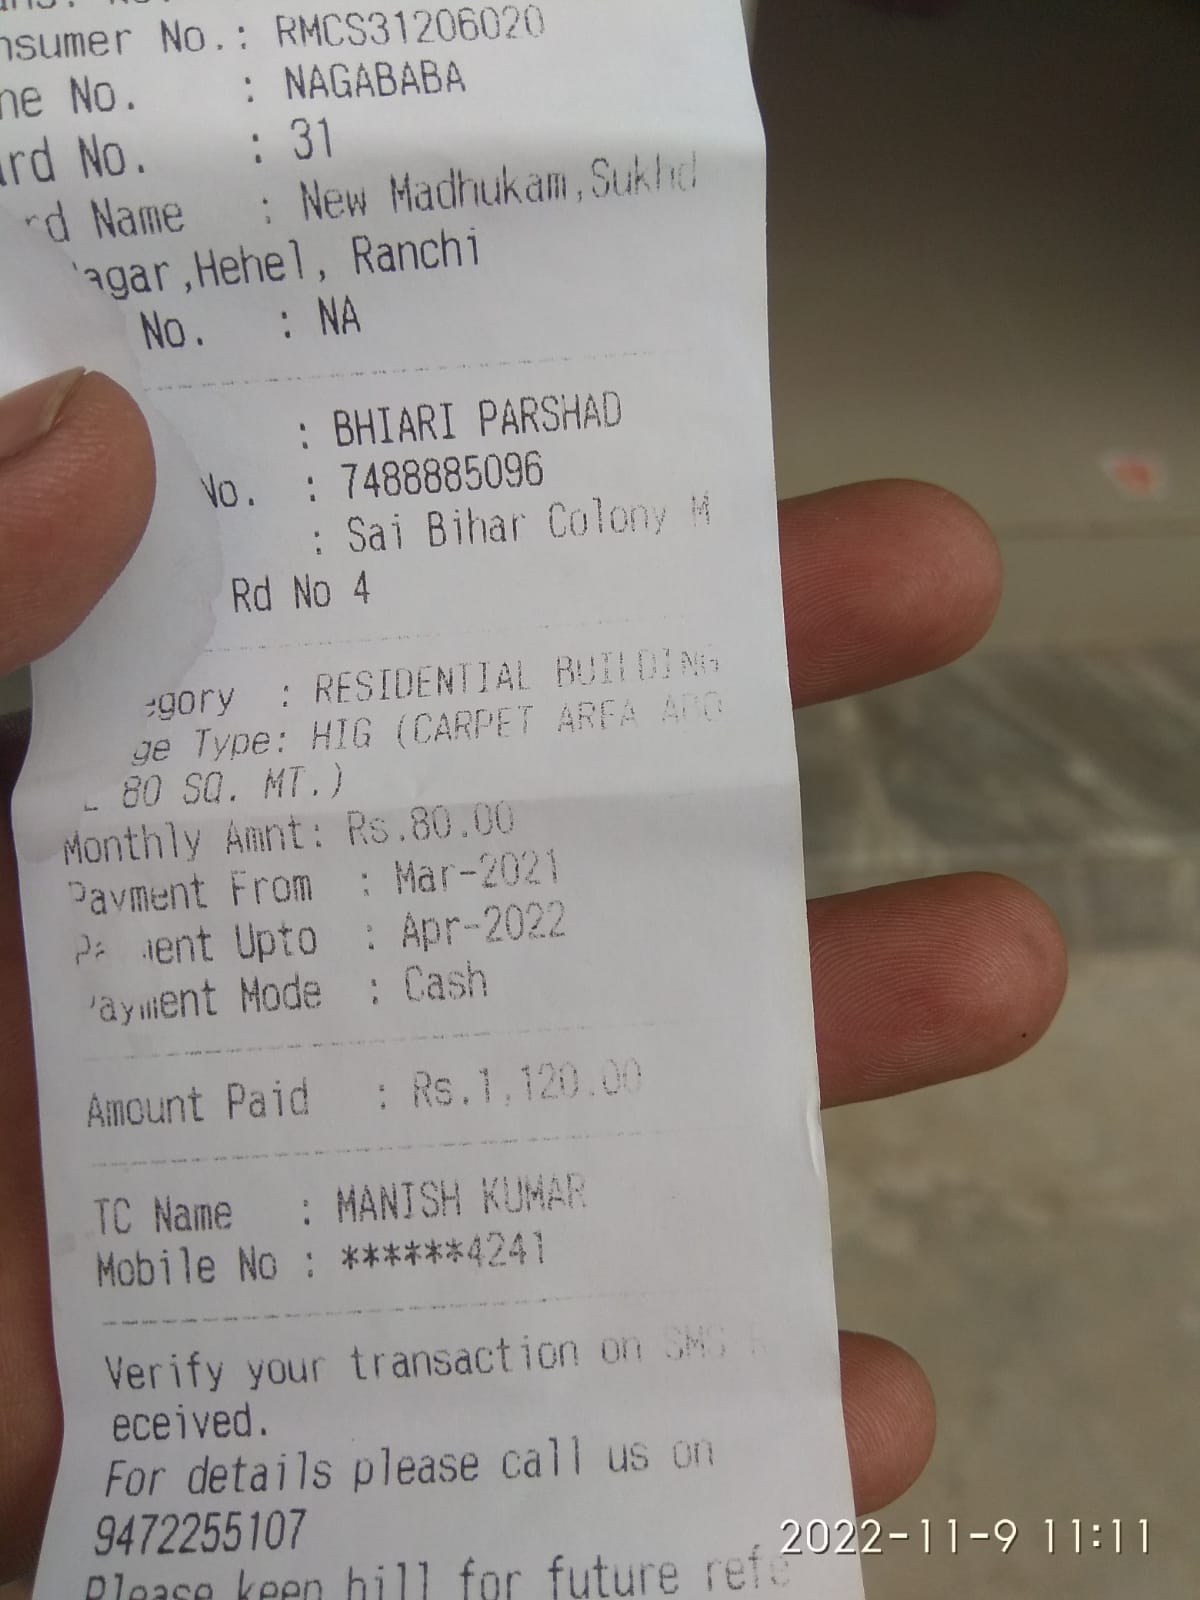 nsumer No.: RMCS31206020
ne No. : NAGABABA
ard No. : 31
rd Name : New Madhukam,Sukhd
agar,Hehel, Ranchi
No. : NA
: BHIARI PARSHAD
No. : 7488885096
: Sai Bihar Colony M
Rd No 4
egory : RESIDENTIAL BUILDING
ge Type: HIG (CARPET AREA ABO
80 SQ. MT.)
Monthly Amnt: Rs.80.00
Payment From : Mar-2021
Payment Upto : Apr-2022
Payment Mode : Cash
Amount Paid : Rs.1,120.00
TC Name : MANISH KUMAR
Mobile No : ******4241
Verify your transaction on SMS R
eceived.
For details please call us on
9472255107
Please keep bill for future refe
2022-11-9 11:11